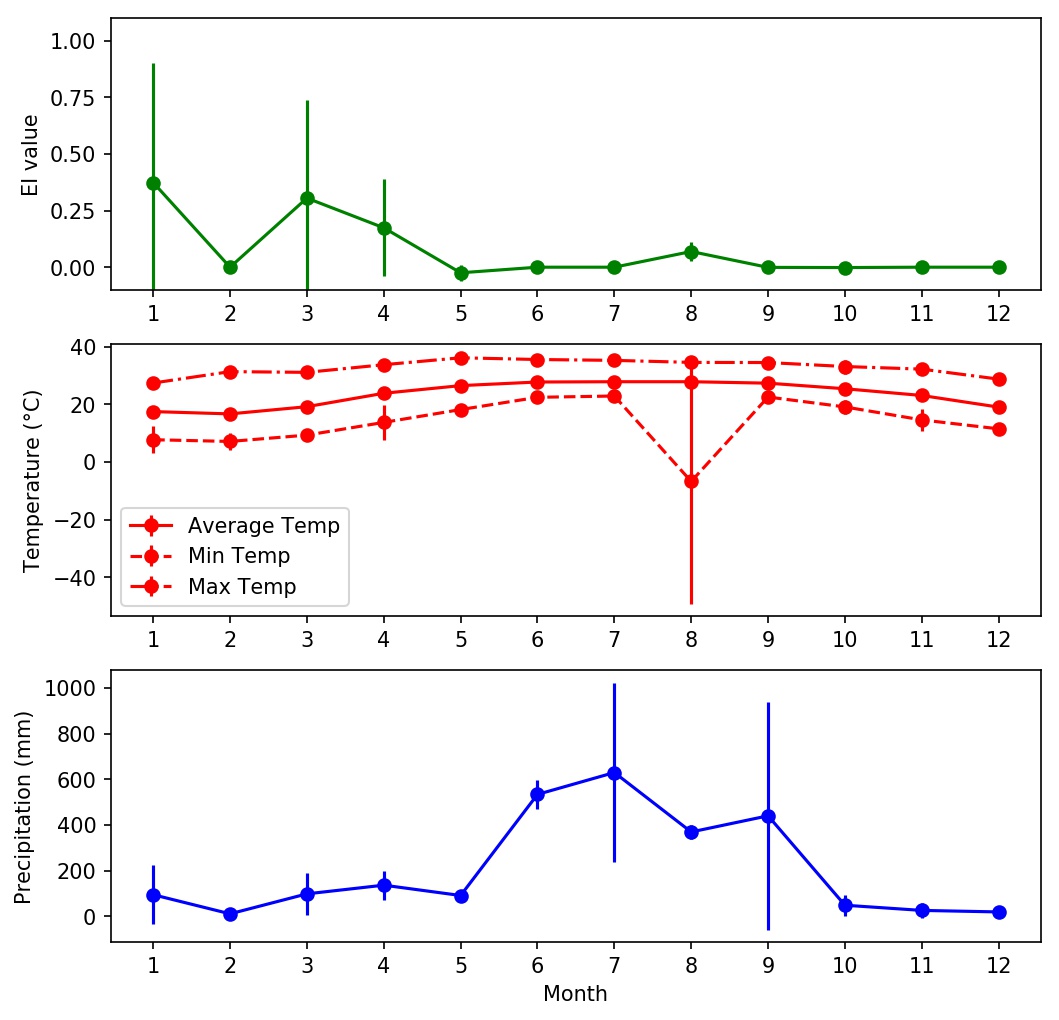 1.00
0.75
0.50
0.25
0.00
EI value
1 2 3 4 5 6 7 8 9 10 11 12
40
20
0
−20
−40
Temperature (°C)
Average Temp
Min Temp
Max Temp
1 2 3 4 5 6 7 8 9 10 11 12
1000
800
600
400
200
0
Precipitation (mm)
1 2 3 4 5 6 7 8 9 10 11 12
Month